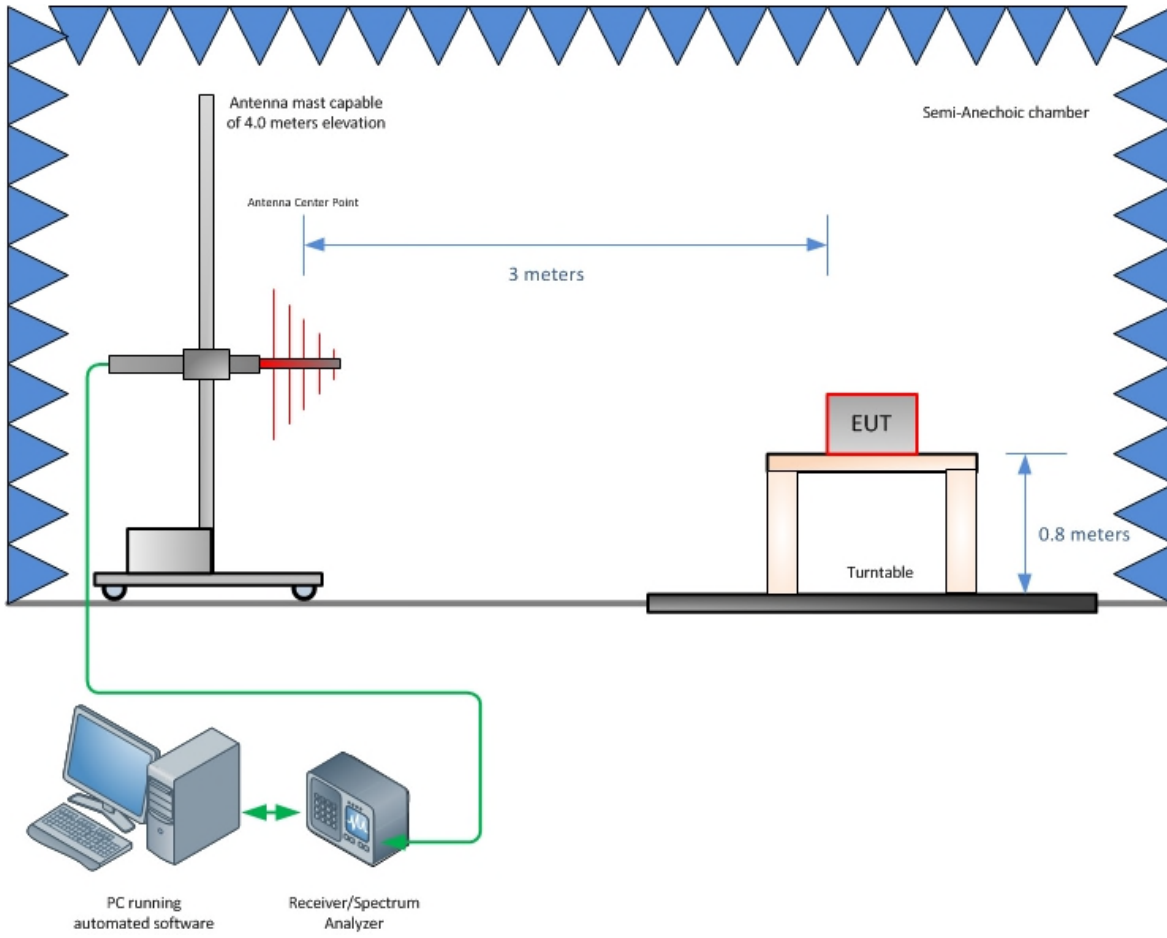 Antenna mast capable
of 4.0 meters elevation
Semi-Anechoic chamber
Antenna Center Point
3 meters
EUT
0.8 meters
Turntable
PC running
automated software
Receiver/Spectrum
Analyzer